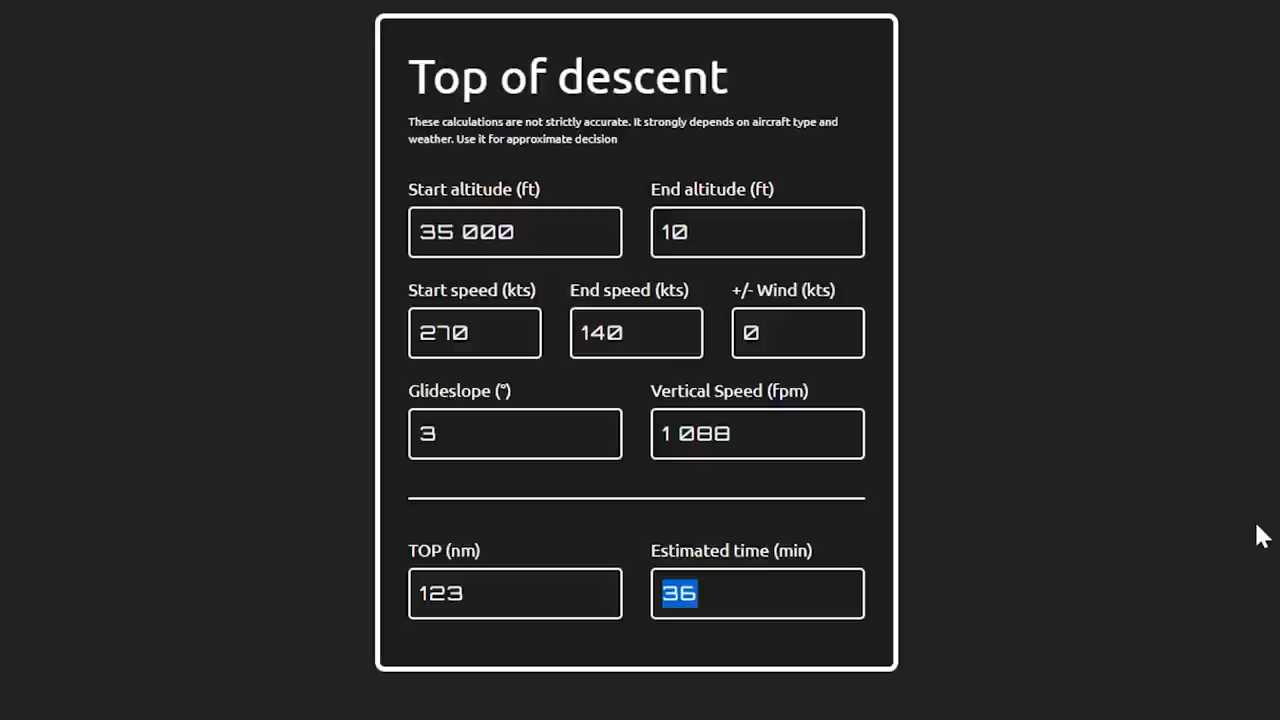 Top of descent
These calculations are not strictly accurate. It strongly depends on aircraft type and
weather. Use it for approximate decision
Start altitude (ft) End altitude (ft)
35 000 10
Start speed (kts) End speed (kts) +/- Wind (kts)
270 140 0
Glideslope (°) Vertical Speed (fpm)
3 1 088
TOP (nm) Estimated time (min)
123 36